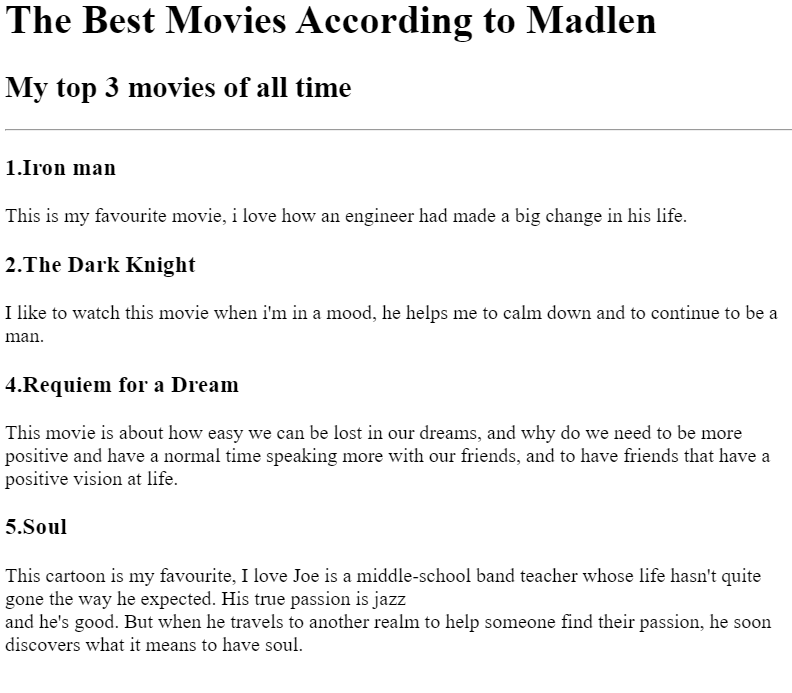 The Best Movies According to Madlen
My top 3 movies of all time
1.Iron man
This is my favourite movie, i love how an engineer had made a big change in his life.
2.The Dark Knight
I like to watch this movie when i'm in a mood, he helps me to calm down and to continue to be a
man.
4.Requiem for a Dream
This movie is about how easy we can be lost in our dreams, and why do we need to be more
positive and have a normal time speaking more with our friends, and to have friends that have a
positive vision at life.
5.Soul
This cartoon is my favourite, I love Joe is a middle-school band teacher whose life hasn't quite
gone the way he expected. His true passion is jazz
and he's good. But when he travels to another realm to help someone find their passion, he soon
discovers what it means to have soul.